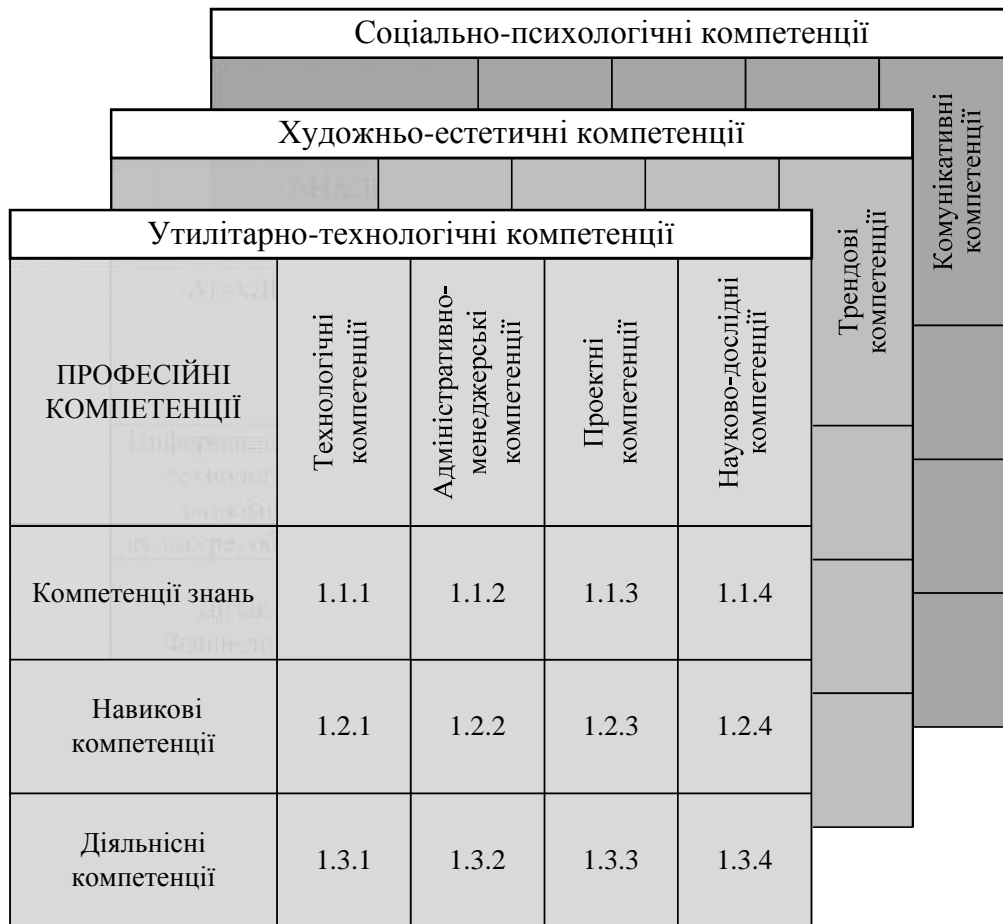 Соціально-психологічні компетенції
Комунікативні
компетенції
Художньо-естетичні компетенції
Трендові
компетенції
Утилітарно-технологічні компетенції
ПРОФЕСІЙНІ
КОМПЕТЕНЦІЇ
Технологічні
компетенції
Адміністративно-
менеджерські
компетенції
Проектні
компетенції
Науково-дослідні
компетенції
Компетенції знань
1.1.1
1.1.2
1.1.3
1.1.4
Навикові
компетенції
1.2.1
1.2.2
1.2.3
1.2.4
Діяльнісні
компетенції
1.3.1
1.3.2
1.3.3
1.3.4